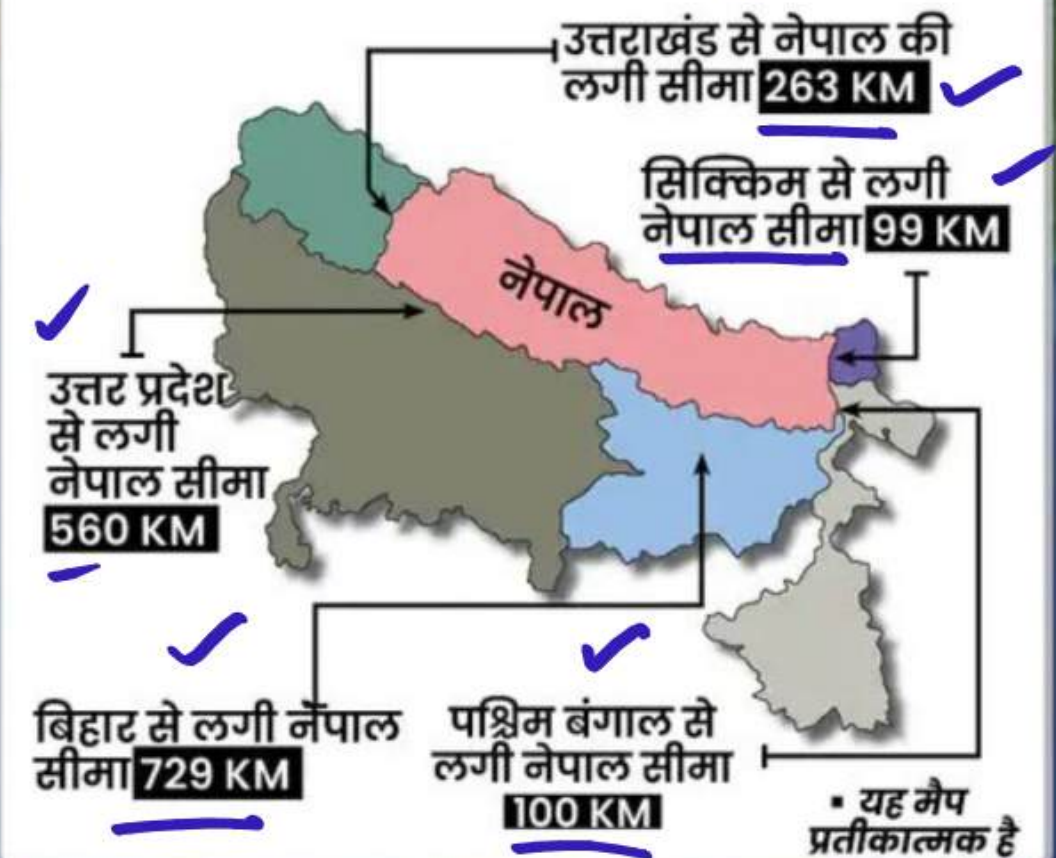 उत्तराखंड से नेपाल की
लगी सीमा 263 KM
सिक्किम से लगी
नेपाल सीमा 99 KM
नेपाल
उत्तर प्रदेश
से लगी
नेपाल सीमा
560 KM
बिहार से लगी नेपाल
सीमा 729 KM
पश्चिम बंगाल से
लगी नेपाल सीमा
100 KM
▪ यह मैप
प्रतीकात्मक है